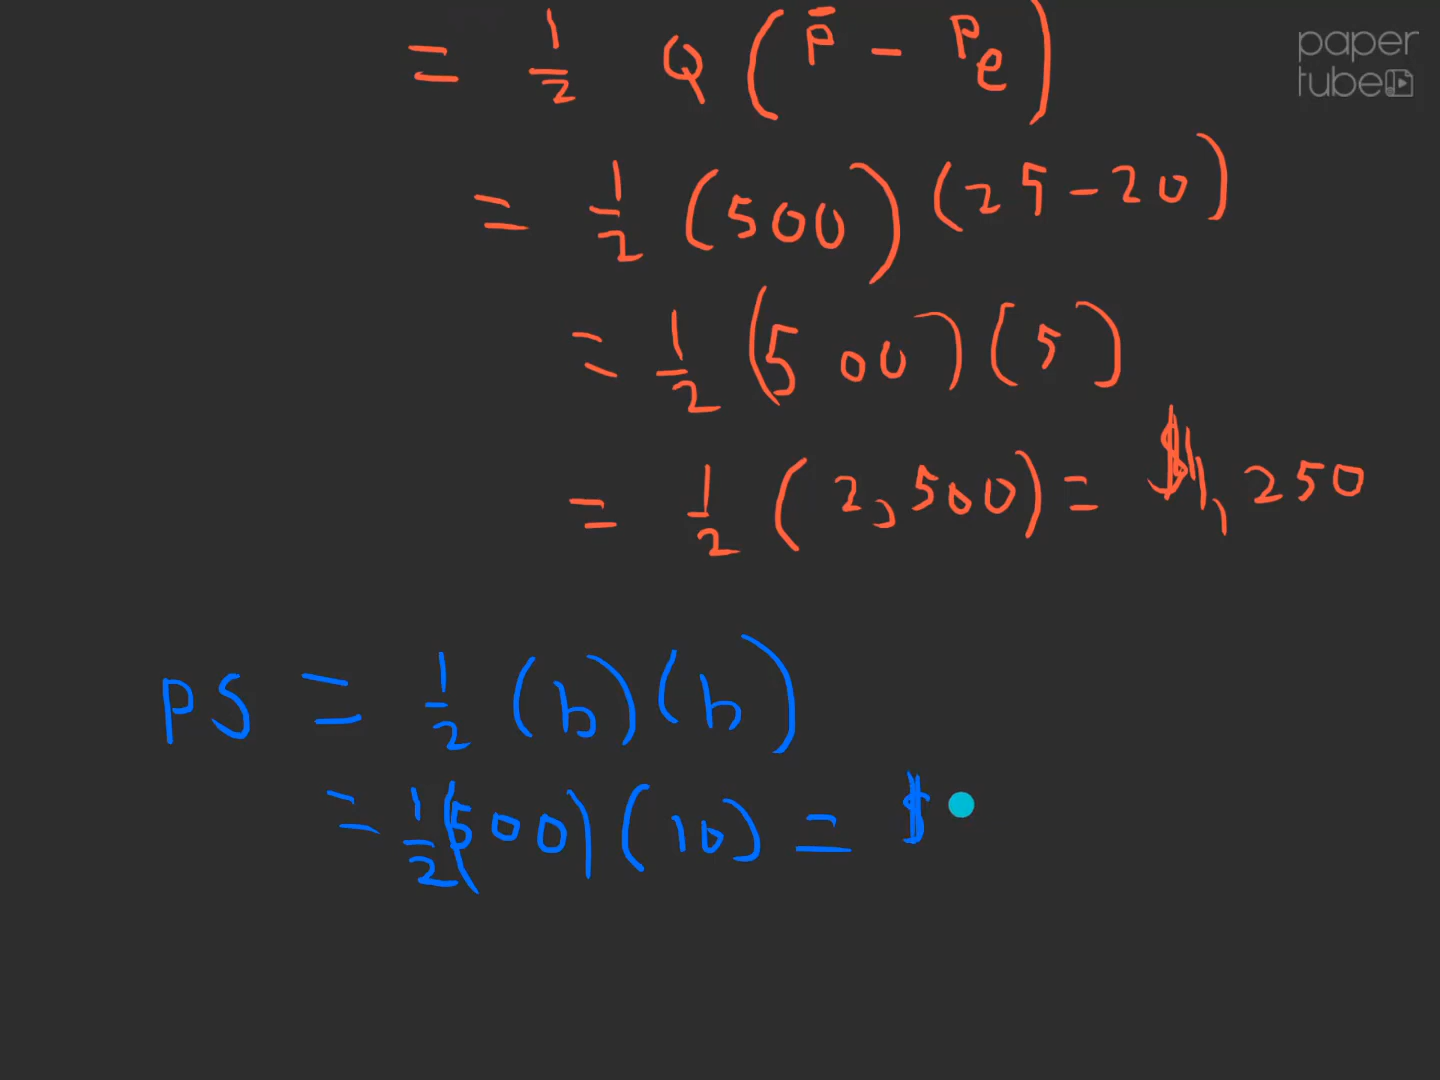 = 1/2 Q (P̄ - Pe)
paper
tube
= 1/2 (500) (25-20)
= 1/2 (500) (5)
= 1/2 (2,500) = $1,250
PS = 1/2 (b) (h)
= 1/2 (500) (10) = $